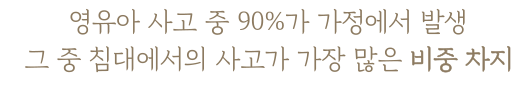 영유아 사고 중 90%가 가정에서 발생
그 중 침대에서의 사고가 가장 많은 비중 차지